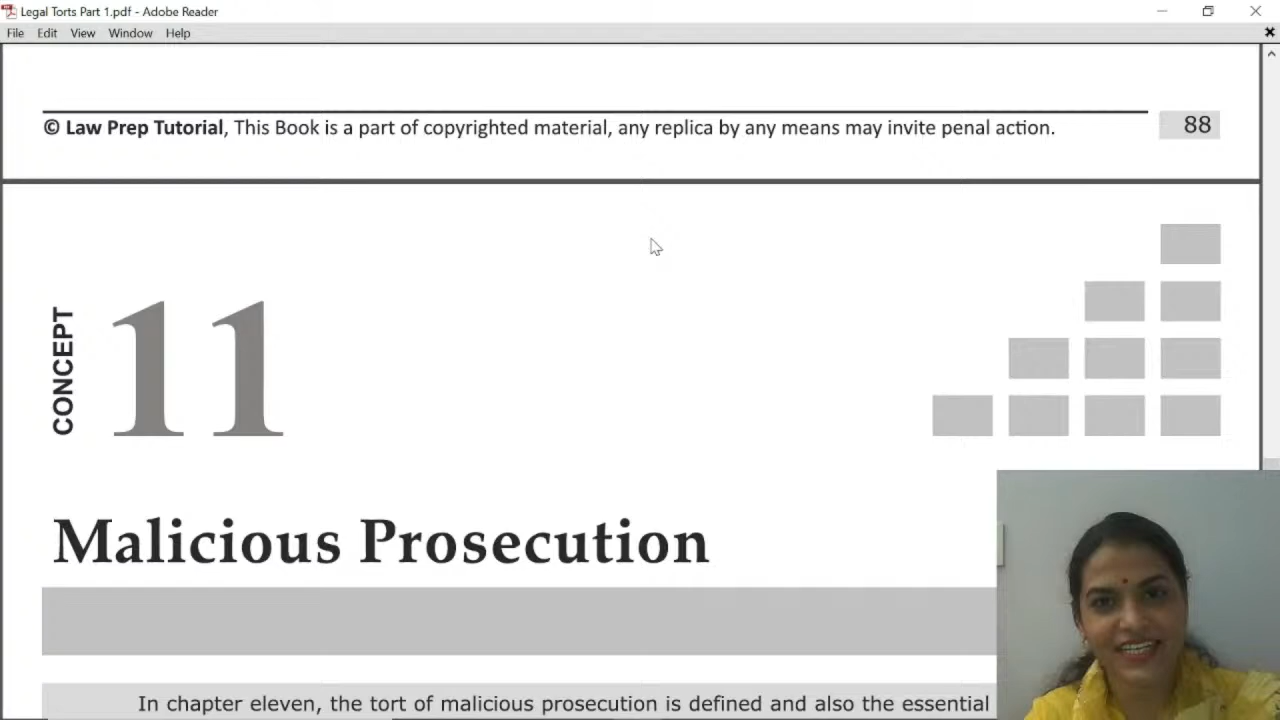 Legal Torts Part 1.pdf - Adobe Reader
File Edit View Window Help
© Law Prep Tutorial, This Book is a part of copyrighted material, any replica by any means may invite penal action.
88
CONCEPT
11
Malicious Prosecution
In chapter eleven, the tort of malicious prosecution is defined and also the essential